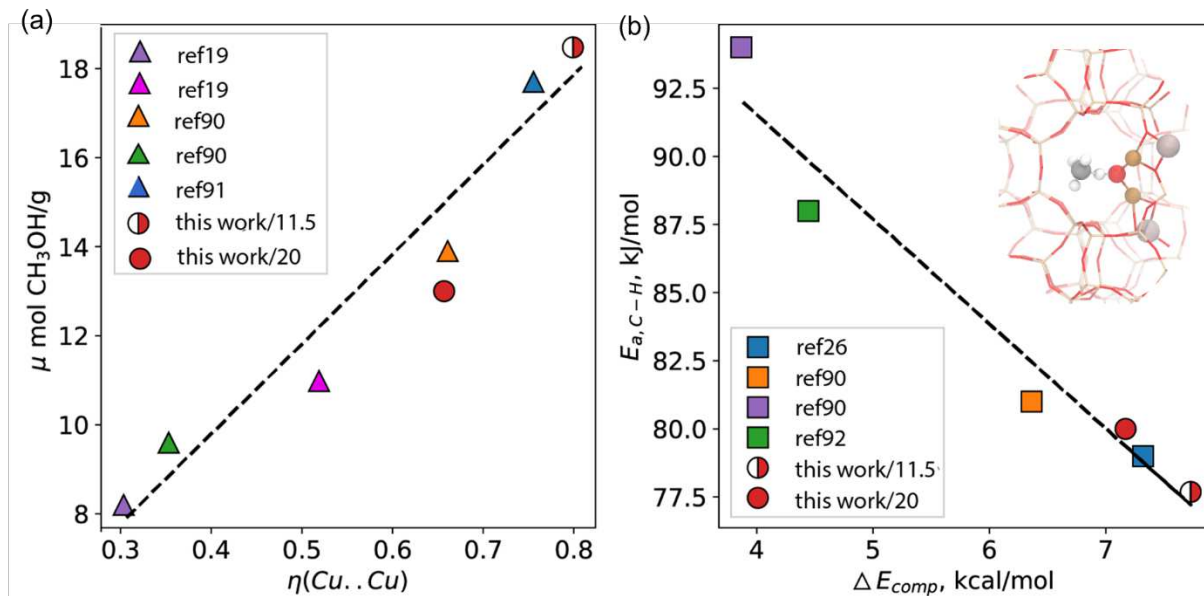 (a)
μ mol CH₃OH/g
18
16
14
12
10
8
ref19
ref19
ref90
ref90
ref91
this work/11.5
this work/20
0.3 0.4 0.5 0.6 0.7 0.8
η(Cu. . Cu)
(b)
E_{a, C−H}, kJ/mol
92.5
90.0
87.5
85.0
82.5
80.0
77.5
ref26
ref90
ref90
ref92
this work/11.5
this work/20
4 5 6 7
△E_{comp}, kcal/mol